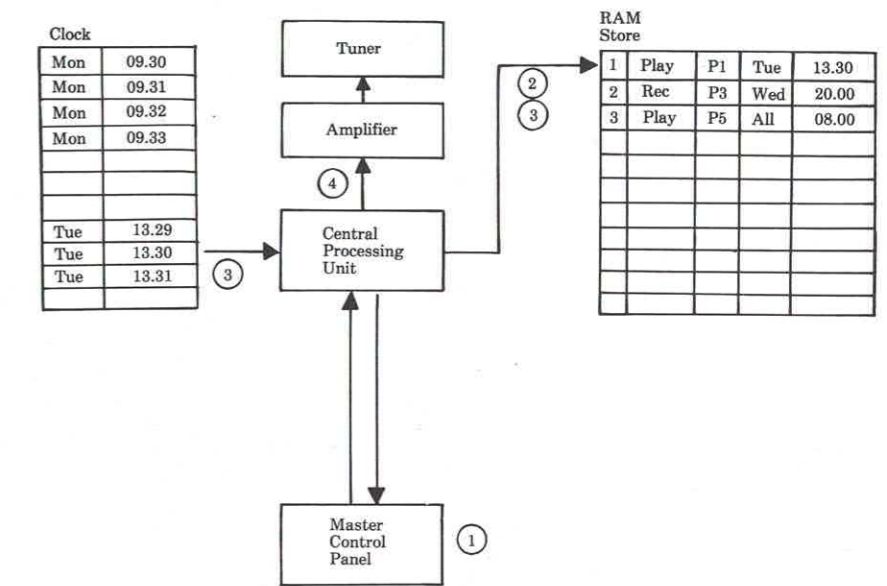 Clock
Mon 09.30
Mon 09.31
Mon 09.32
Mon 09.33
Tue 13.29
Tue 13.30
Tue 13.31
3
Tuner
Amplifier
4
Central
Processing
Unit
2
3
RAM
Store
1 Play P1 Tue 13.30
2 Rec P3 Wed 20.00
3 Play P5 All 08.00
Master
Control
Panel
1